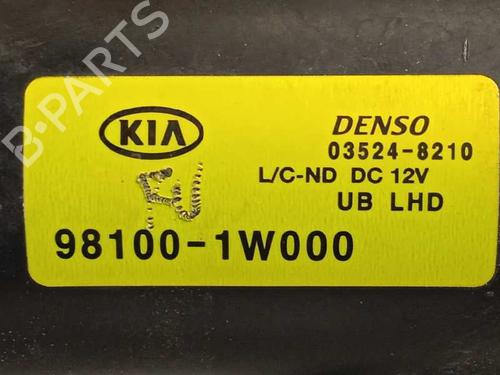 B-PARTS
KIA
DENSO
03524-8210
L/C-ND DC 12V
UB LHD
98100-1W000